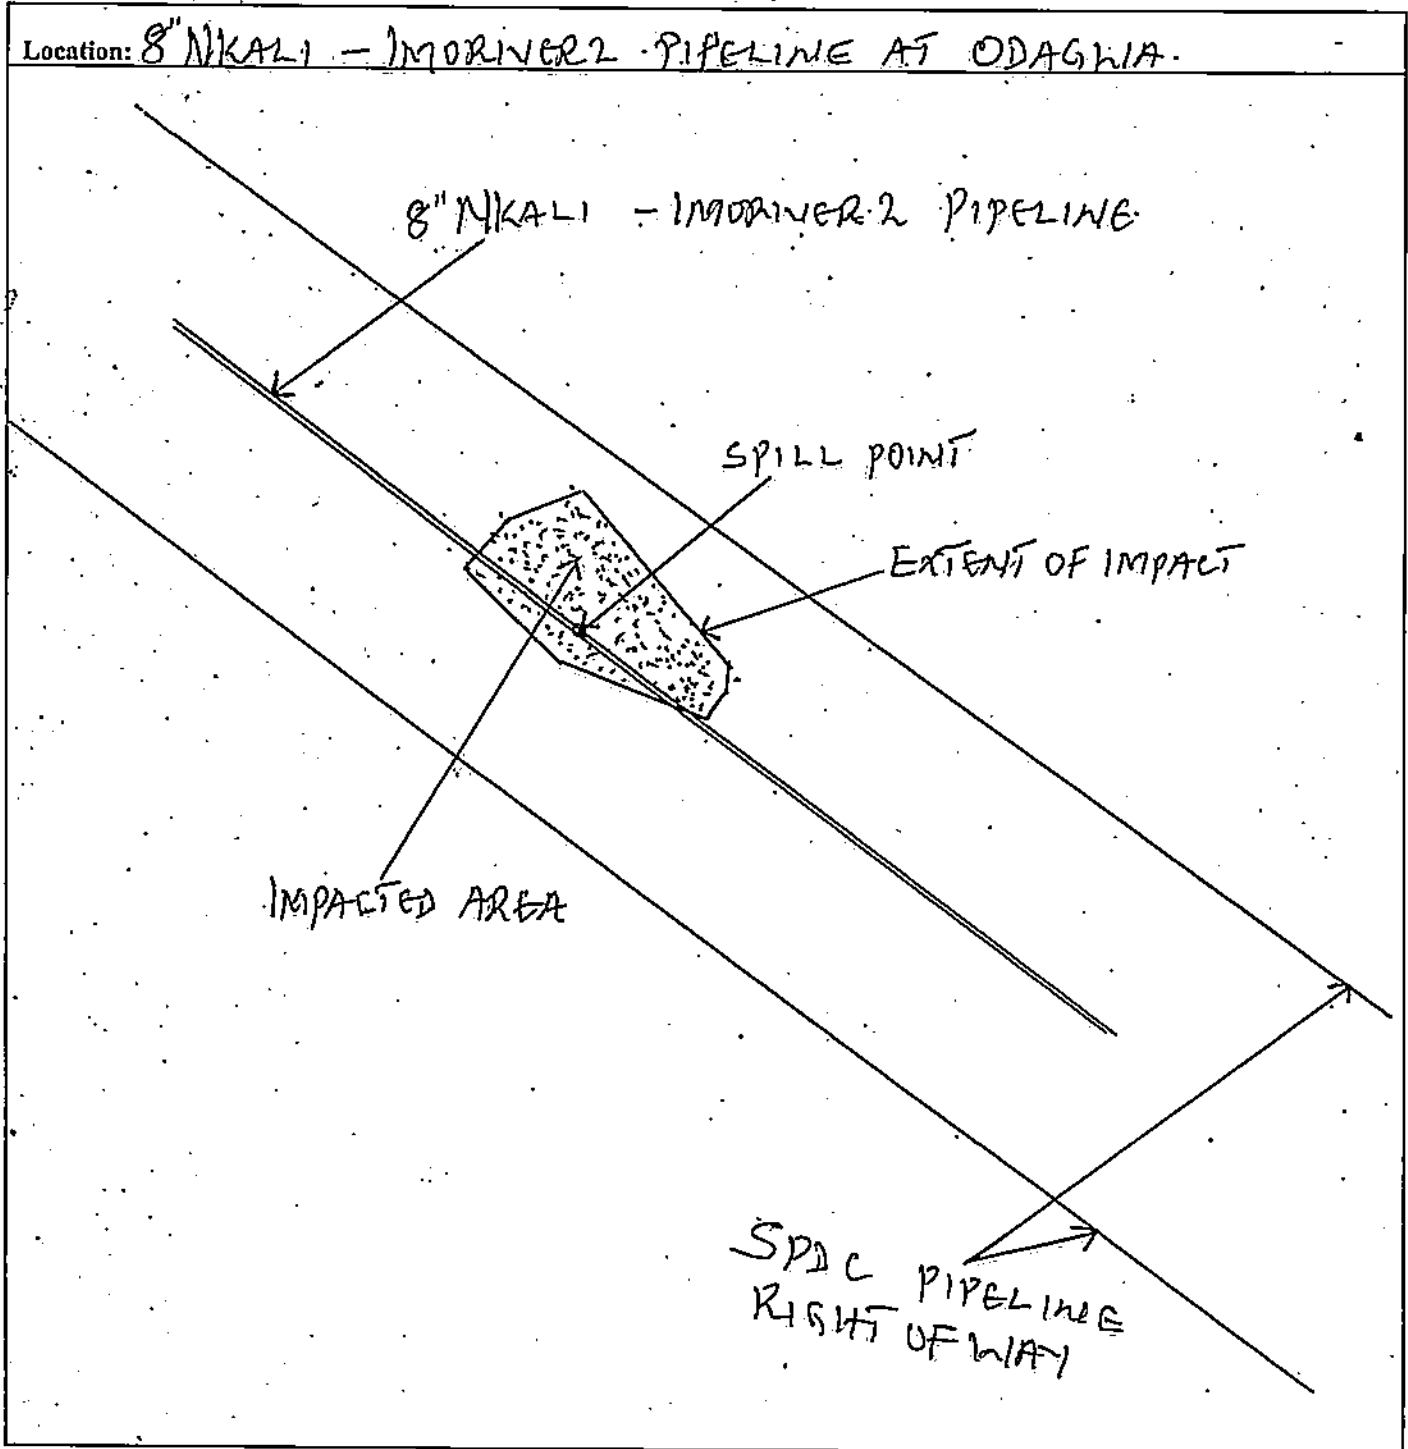 Location: 8" NKALI - IMORIVER2 PIPELINE AT ODAGWA.
8" NKALI - IMORIVER 2 PIPELINE
SPILL POINT
EXTENT OF IMPACT
IMPACTED AREA
SPDC PIPELINE
RIGHT OF WAY